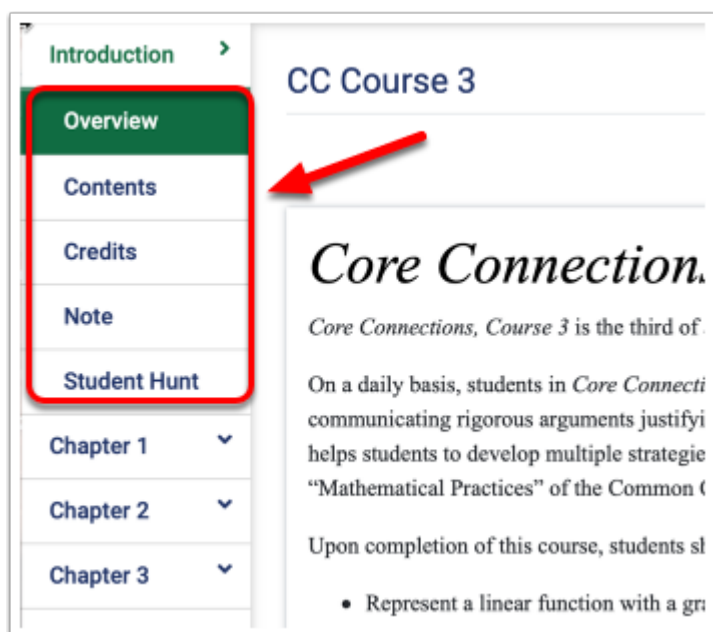 Introduction
Overview
Contents
Credits
Note
Student Hunt
Chapter 1
Chapter 2
Chapter 3
CC Course 3
Core Connection
Core Connections, Course 3 is the third of
On a daily basis, students in Core Connecti
communicating rigorous arguments justifyi
helps students to develop multiple strategie
“Mathematical Practices” of the Common
Upon completion of this course, students sh
• Represent a linear function with a gra